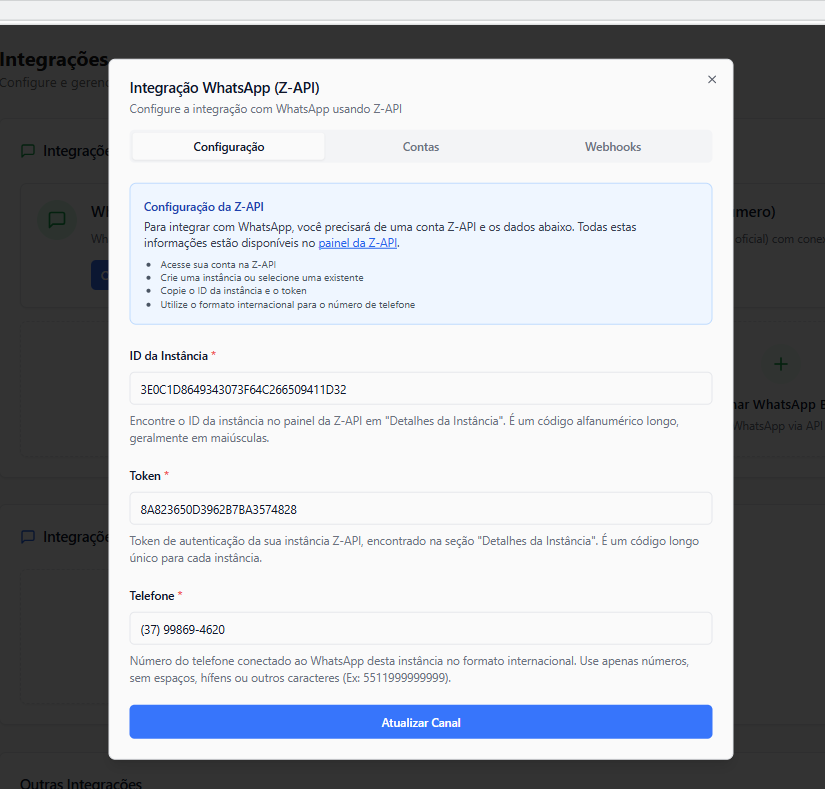 Integrações
Configure e gerenc
Integração WhatsApp (Z-API)
Configure a integração com WhatsApp usando Z-API
Configuração
Contas
Webhooks
Configuração da Z-API
Para integrar com WhatsApp, você precisará de uma conta Z-API e os dados abaixo. Todas estas
informações estão disponíveis no painel da Z-API.
Acesse sua conta na Z-API
Crie uma instância ou selecione uma existente
Copie o ID da instância e o token
Utilize o formato internacional para o número de telefone
ID da Instância *
3E0C1D8649343073F64C266509411D32
Encontre o ID da instância no painel da Z-API em "Detalhes da Instância". É um código alfanumérico longo,
geralmente em maiúsculas.
Token *
8A823650D3962B7BA3574828
Token de autenticação da sua instância Z-API, encontrado na seção "Detalhes da Instância". É um código longo
único para cada instância.
Telefone *
(37) 99869-4620
Número do telefone conectado ao WhatsApp desta instância no formato internacional. Use apenas números,
sem espaços, hífens ou outros caracteres (Ex: 5511999999999).
Atualizar Canal
Integraçõe
Wh
Wh
mero)
oficial) com cone
nar WhatsApp B
WhatsApp via API
Integraçõe
Outras Integrações